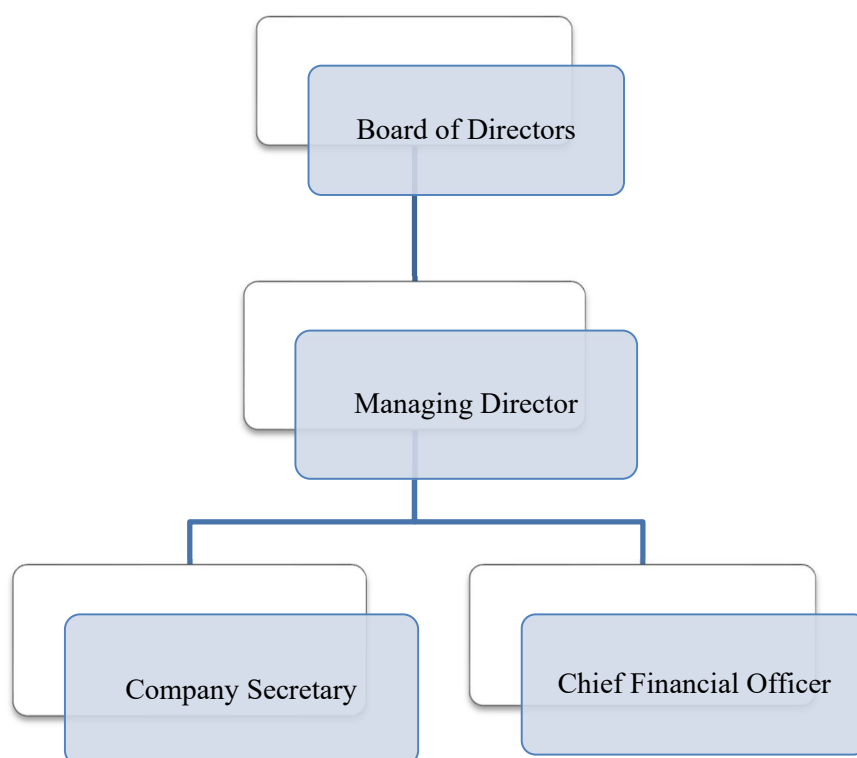 Board of Directors
Managing Director
Company Secretary
Chief Financial Officer